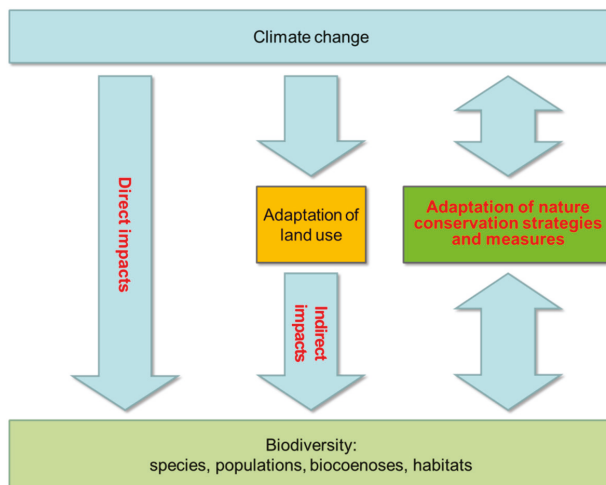 Climate change
Direct impacts
Adaptation of
land use
Adaptation of nature
conservation strategies
and measures
Indirect
impacts
Biodiversity:
species, populations, biocoenoses, habitats